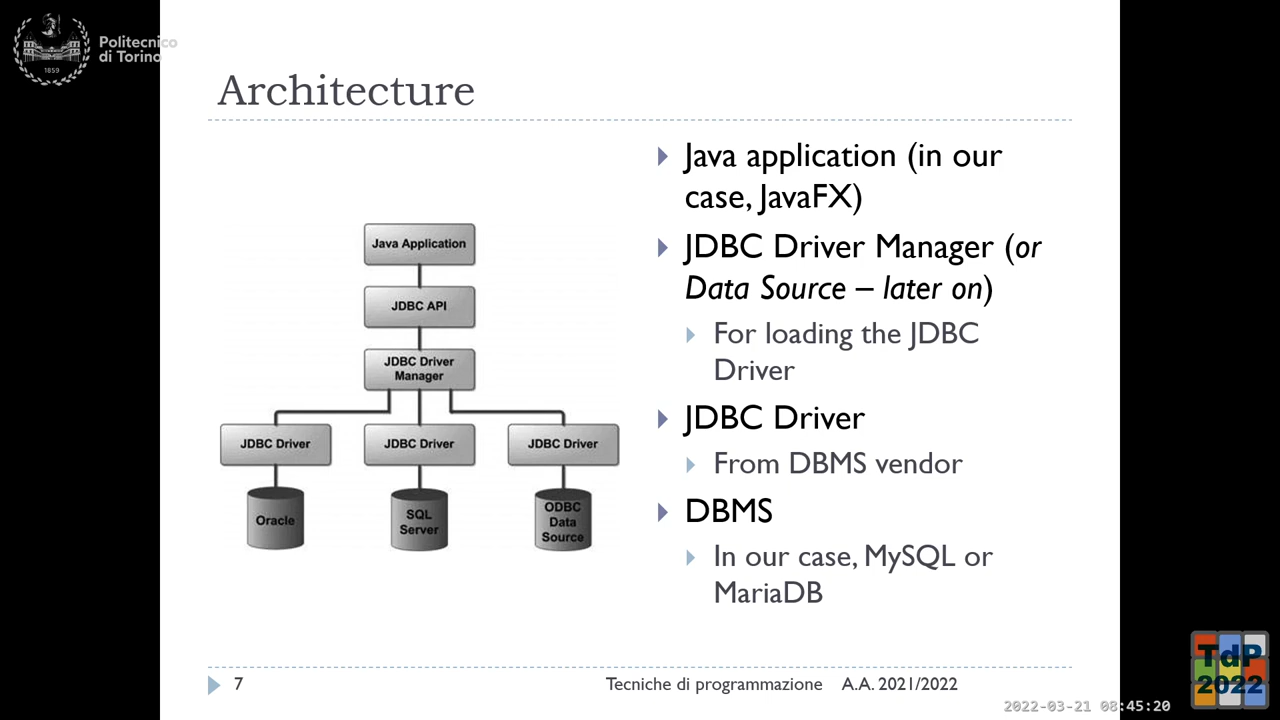 Politecnico
di Torino
1859
Architecture
Java Application
JDBC API
JDBC Driver
Manager
JDBC Driver
JDBC Driver
JDBC Driver
Oracle
SQL
Server
ODBC
Data
Source
Java application (in our
case, JavaFX)
JDBC Driver Manager (or
Data Source – later on)
For loading the JDBC
Driver
JDBC Driver
From DBMS vendor
DBMS
In our case, MySQL or
MariaDB
7
Tecniche di programmazione A.A. 2021/2022
TdP
2022
2022-03-21 08:45:20